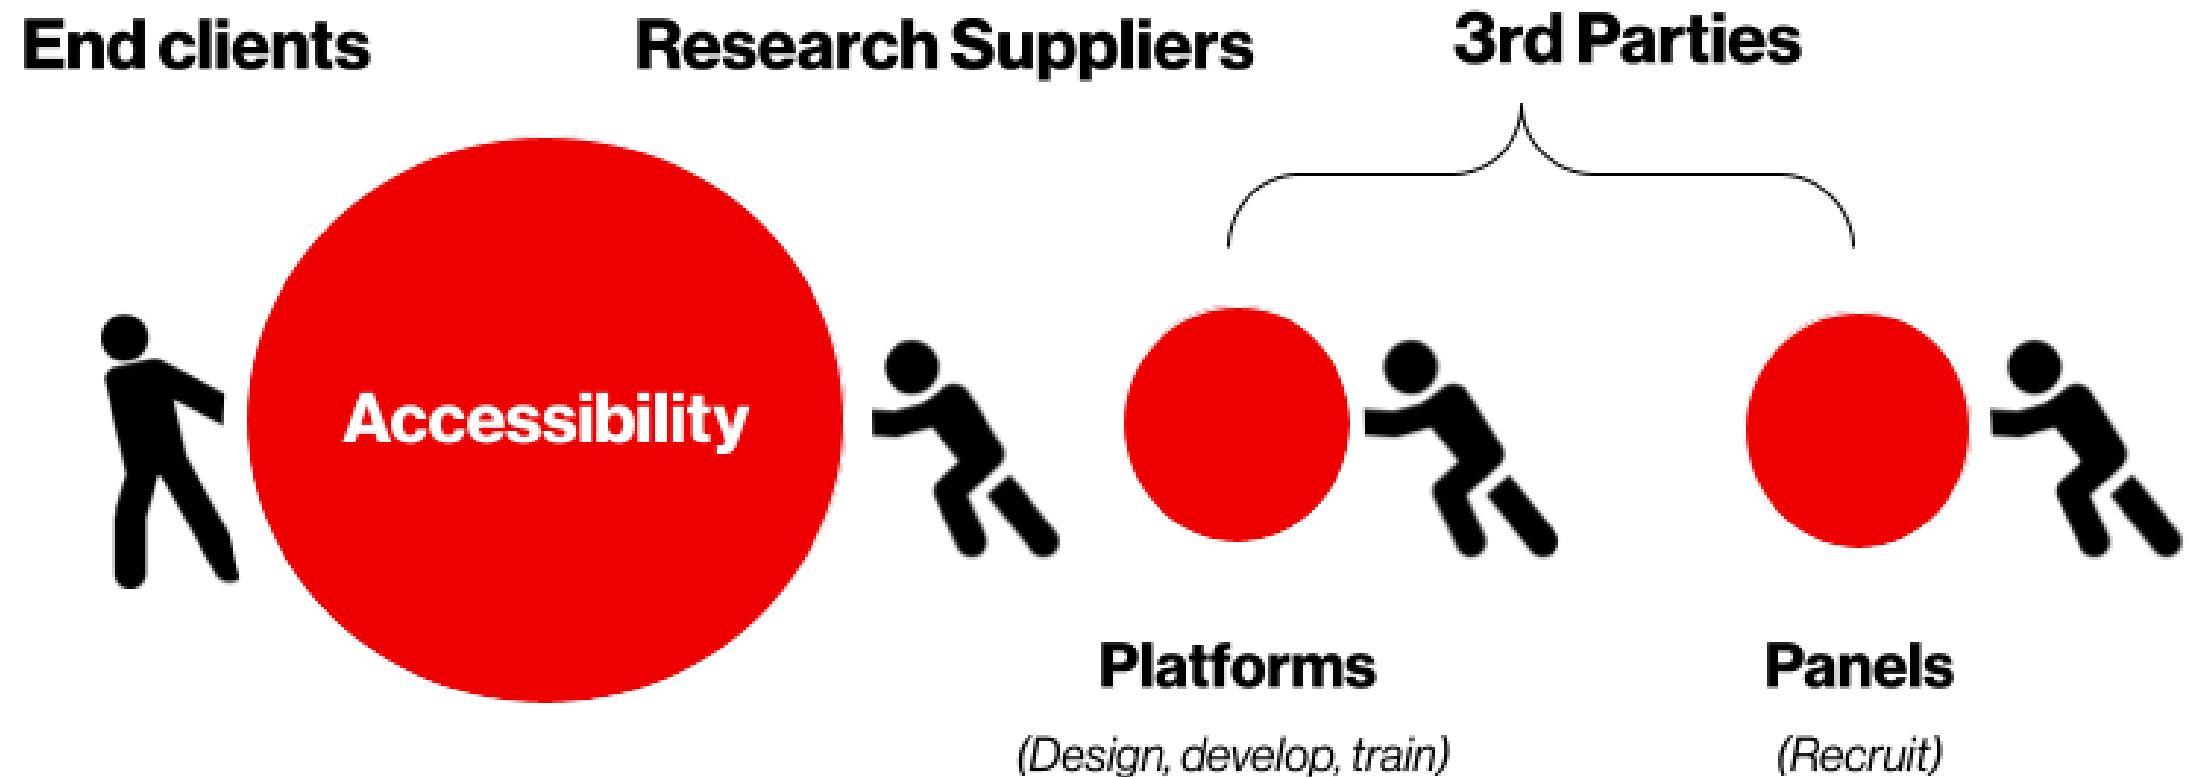 End clients
Research Suppliers
3rd Parties
Accessibility
Platforms
(Design, develop, train)
Panels
(Recruit)